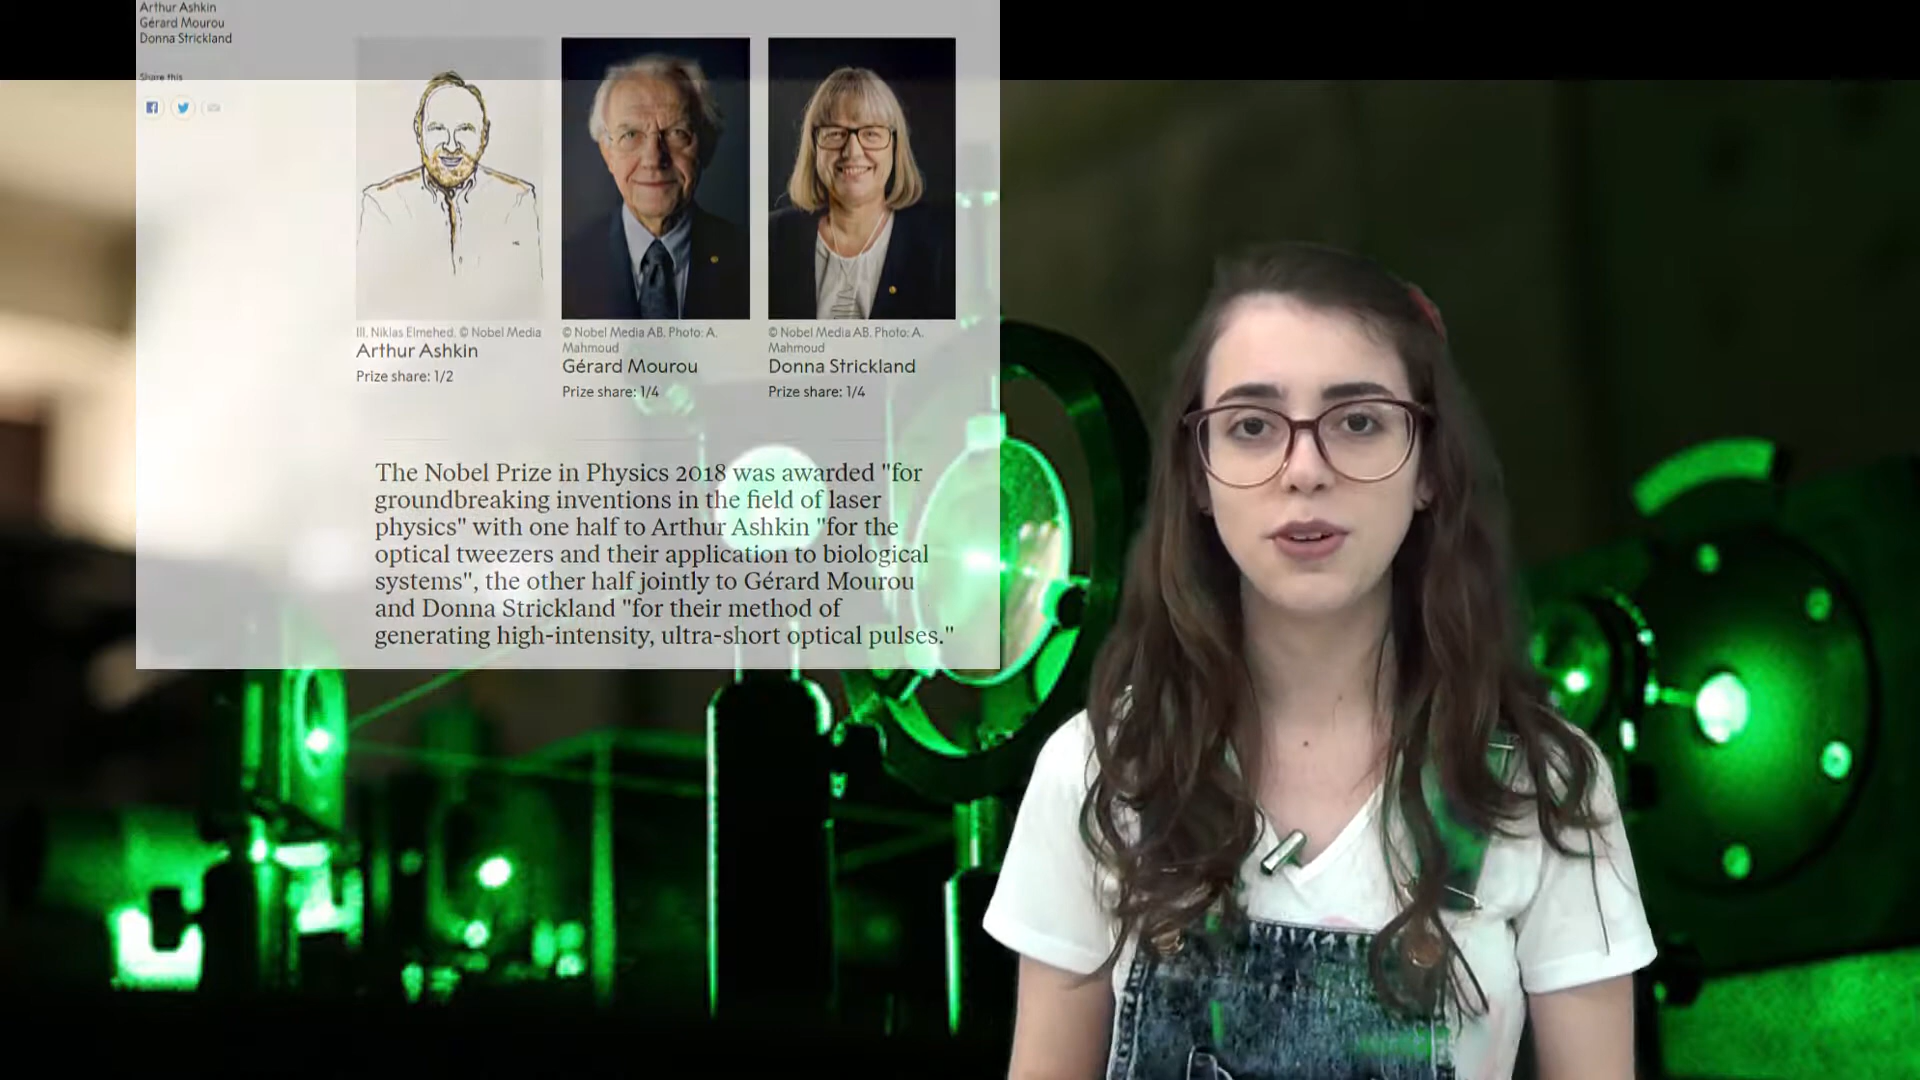 Arthur Ashkin
Gérard Mourou
Donna Strickland
Share this
Ill. Niklas Elmehed. © Nobel Media
Arthur Ashkin
Prize share: 1/2
© Nobel Media AB. Photo: A.
Mahmoud
Gérard Mourou
Prize share: 1/4
© Nobel Media AB. Photo: A.
Mahmoud
Donna Strickland
Prize share: 1/4
The Nobel Prize in Physics 2018 was awarded "for
groundbreaking inventions in the field of laser
physics" with one half to Arthur Ashkin "for the
optical tweezers and their application to biological
systems", the other half jointly to Gérard Mourou
and Donna Strickland "for their method of
generating high-intensity, ultra-short optical pulses."